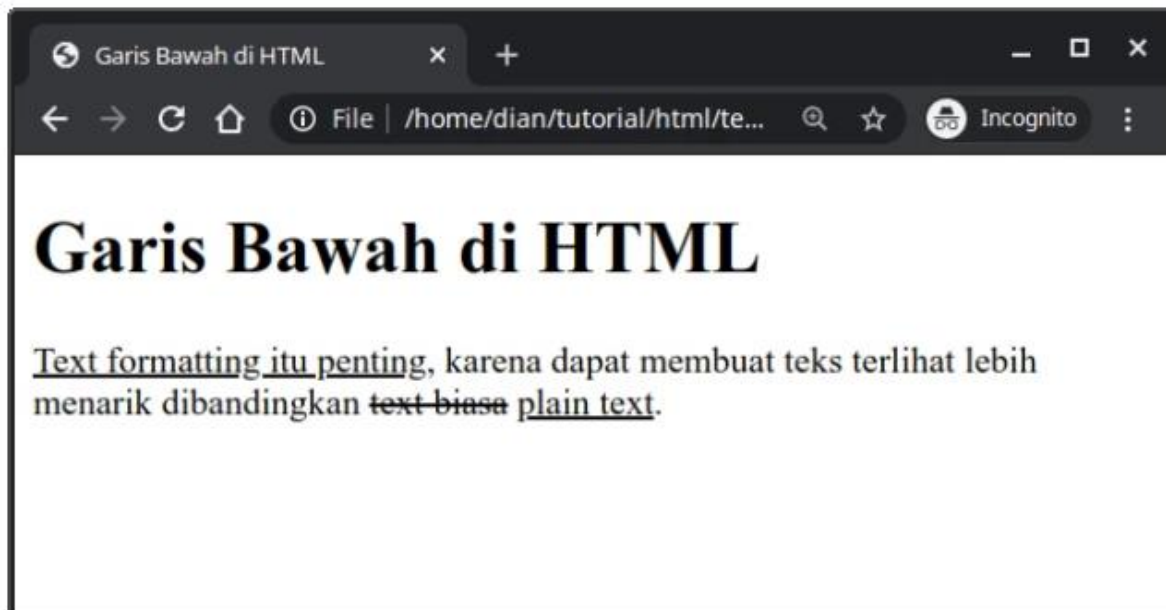 Garis Bawah di HTML
File | /home/dian/tutorial/html/te... Incognito
Garis Bawah di HTML
Text formatting itu penting, karena dapat membuat teks terlihat lebih
menarik dibandingkan text biasa plain text.